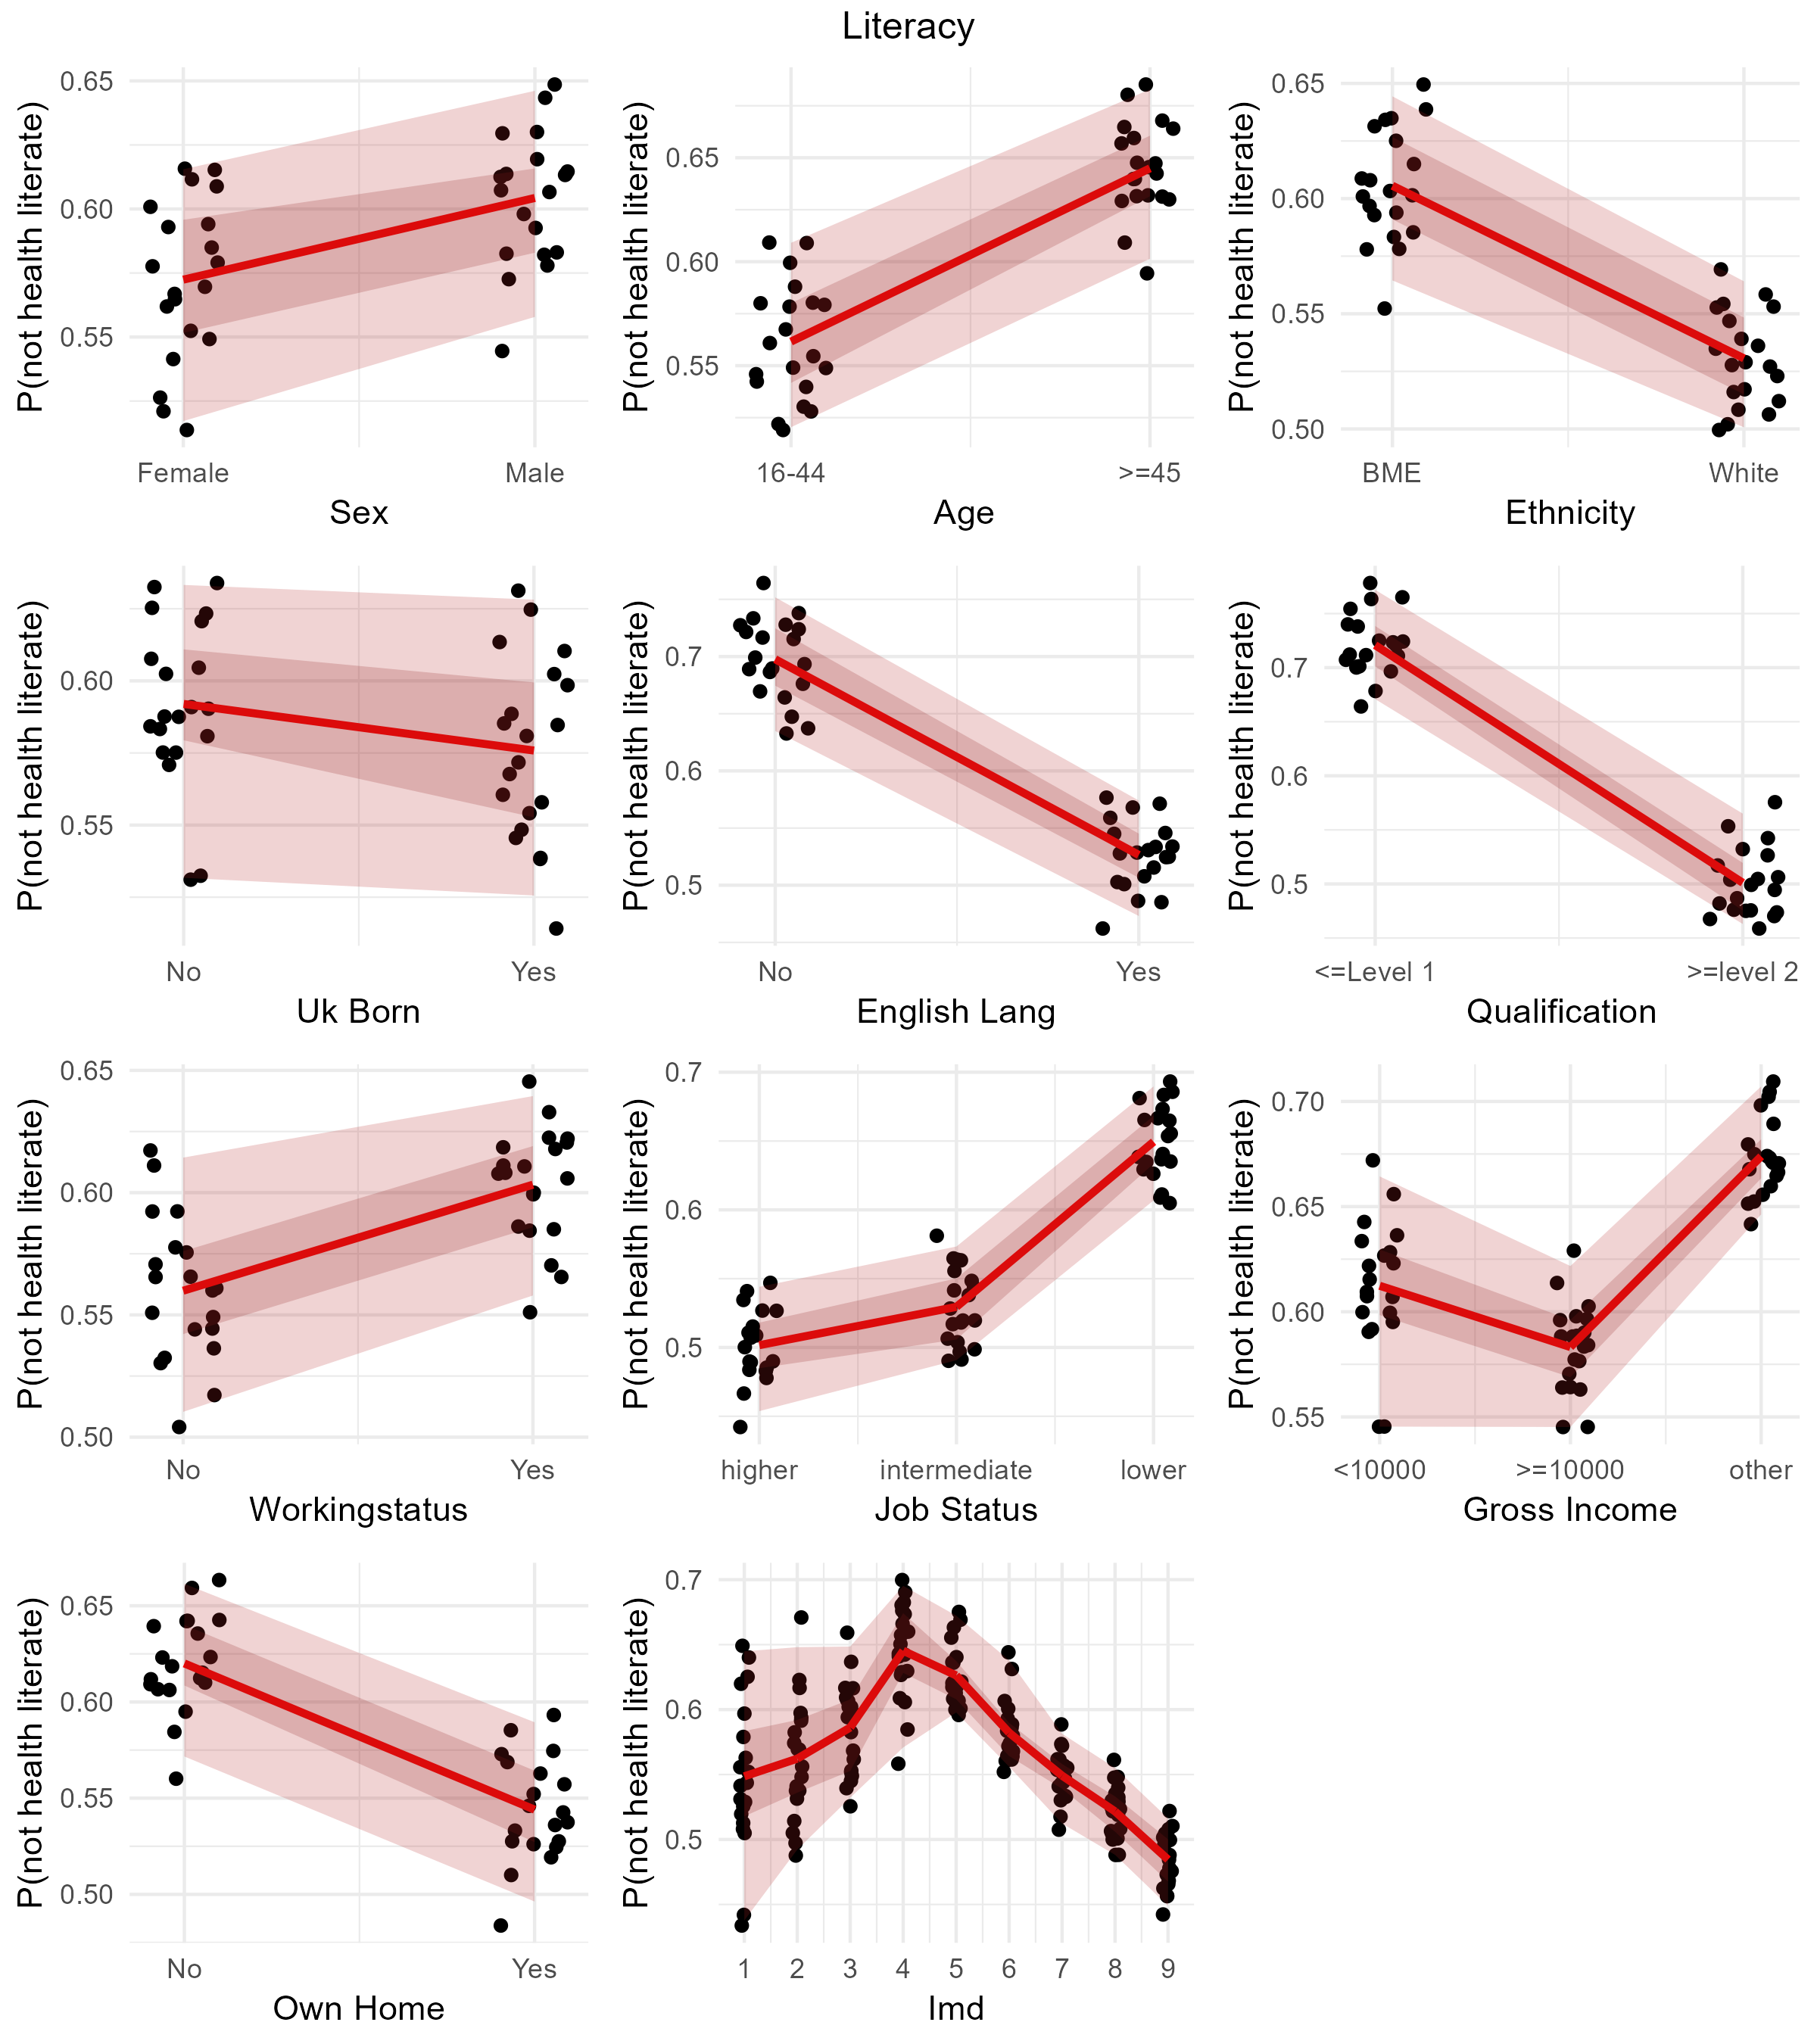 Literacy
P(not health literate)
0.65
0.60
0.55
Female
Male
Sex
P(not health literate)
0.65
0.60
0.55
16-44
>=45
Age
P(not health literate)
0.65
0.60
0.55
0.50
BME
White
Ethnicity
P(not health literate)
0.60
0.55
No
Yes
Uk Born
P(not health literate)
0.7
0.6
0.5
No
Yes
English Lang
P(not health literate)
0.7
0.6
0.5
<=Level 1
>=level 2
Qualification
P(not health literate)
0.65
0.60
0.55
0.50
No
Yes
Workingstatus
P(not health literate)
0.7
0.6
0.5
higher
intermediate
lower
Job Status
P(not health literate)
0.70
0.65
0.60
0.55
<10000
>=10000
other
Gross Income
P(not health literate)
0.65
0.60
0.55
0.50
No
Yes
Own Home
P(not health literate)
0.7
0.6
0.5
1 2 3 4 5 6 7 8 9
Imd